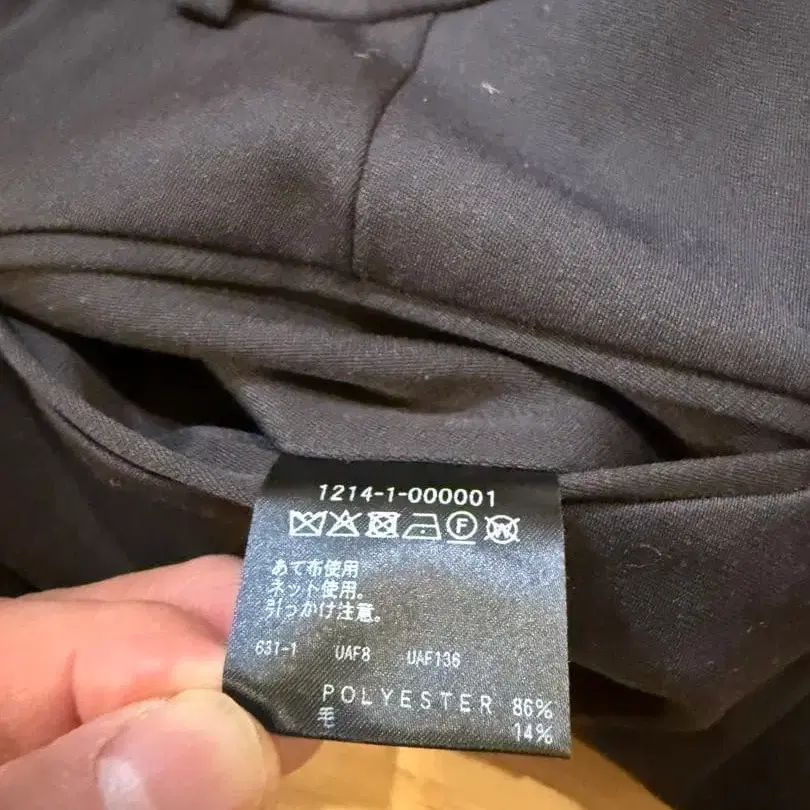 1214-1-000001
F W
あて布使用
ネット使用。
引っかけ注意。
631-1 UAF8 UAF136
POLYESTER 86%
毛 14%